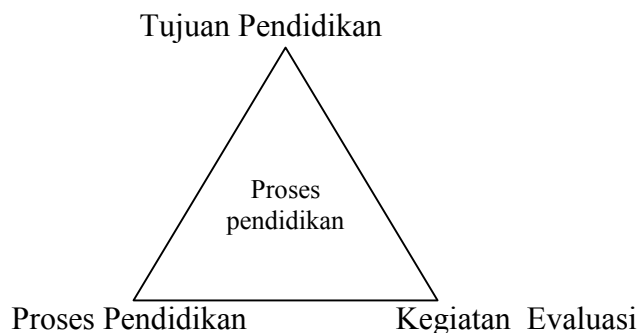 Tujuan Pendidikan
Proses
pendidikan
Proses Pendidikan
Kegiatan Evaluasi